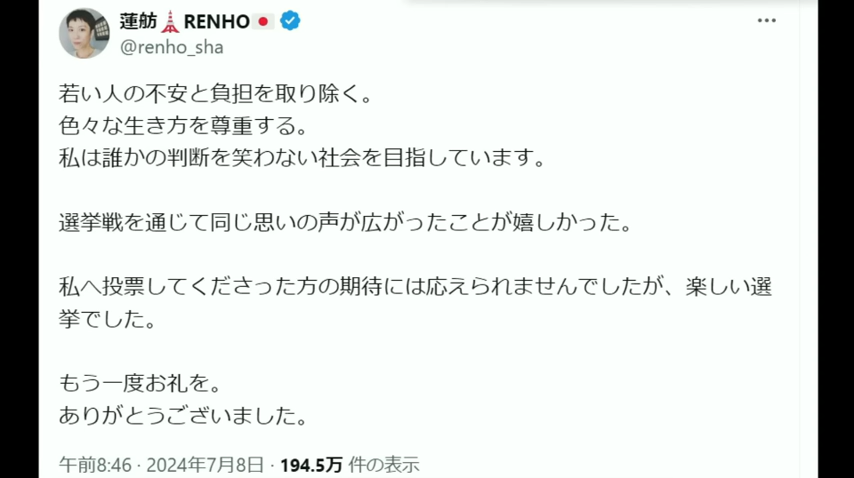 蓮舫🗼RENHO🇯🇵
@renho_sha
若い人の不安と負担を取り除く。
色々な生き方を尊重する。
私は誰かの判断を笑わない社会を目指しています。
選挙戦を通じて同じ思いの声が広がったことが嬉しかった。
私へ投票してくださった方の期待には応えられませんでしたが、楽しい選
挙でした。
もう一度お礼を。
ありがとうございました。
午前8:46 · 2024年7月8日 · 194.5万 件の表示